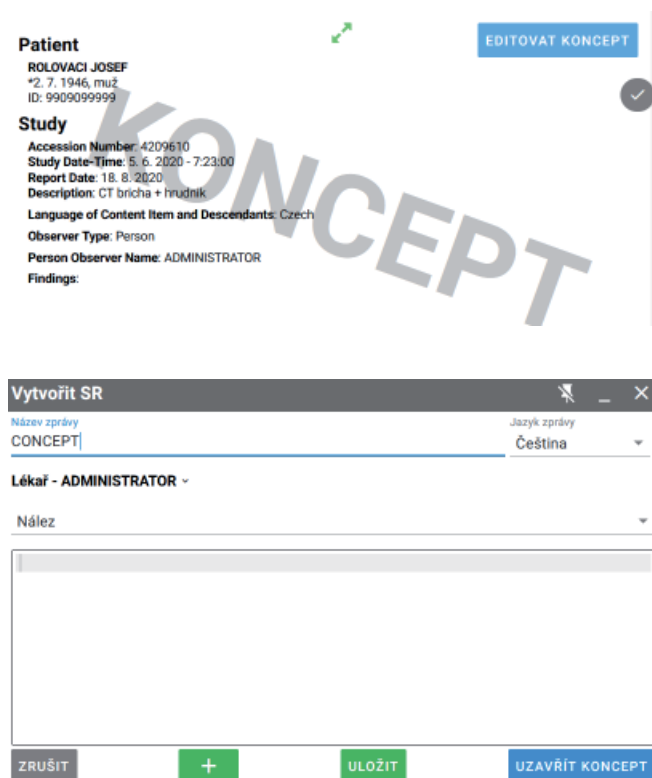 EDITOVAT KONCEPT
Patient
ROLOVACI JOSEF
*2. 7. 1946, muž
ID: 9909099999
Study
Accession Number: 4209610
Study Date-Time: 5. 6. 2020 - 7:23:00
Report Date: 18. 8. 2020
Description: CT bricha + hrudnik
Language of Content Item and Descendants: Czech
Observer Type: Person
Person Observer Name: ADMINISTRATOR
Findings:
KONCEPT
Vytvořit SR
Název zprávy
Jazyk zprávy
CONCEPT
Čeština
Lékař - ADMINISTRATOR
Nález
ZRUŠIT
+
ULOŽIT
UZAVŘÍT KONCEPT